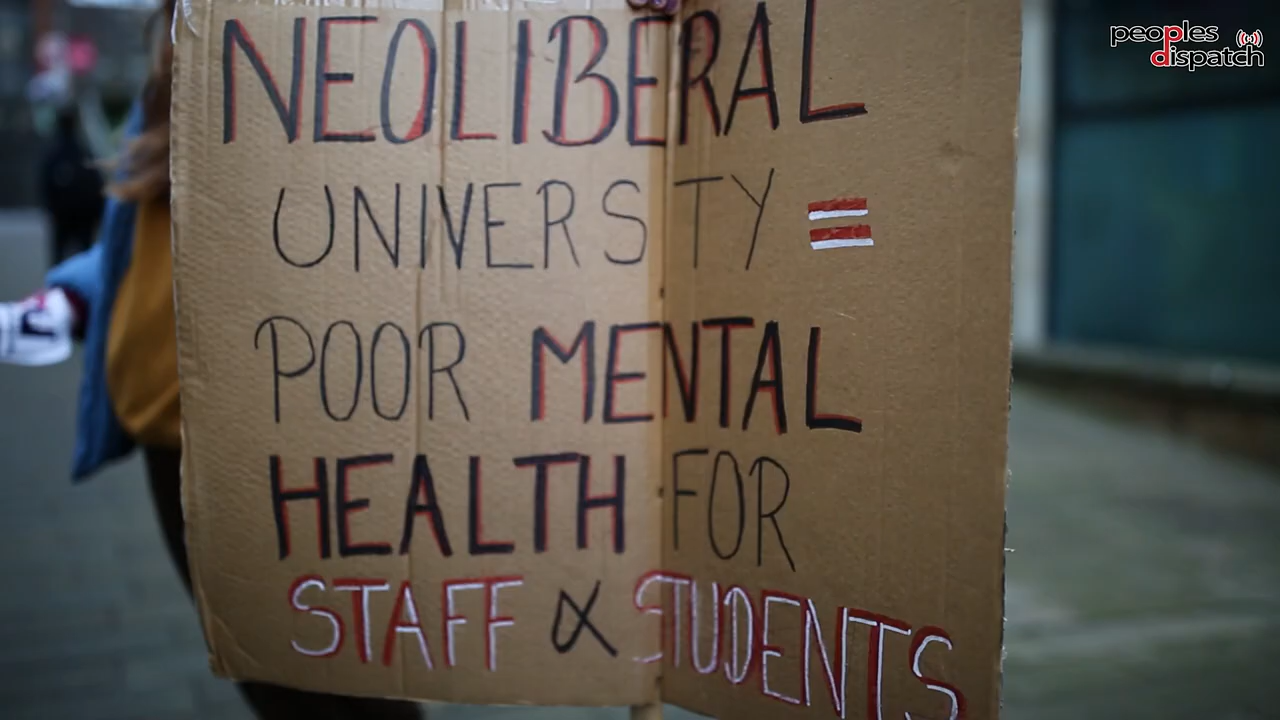 peoples
dispatch
NEOLIBERAL
UNIVERSITY =
POOR MENTAL
HEALTH FOR
STAFF & STUDENTS